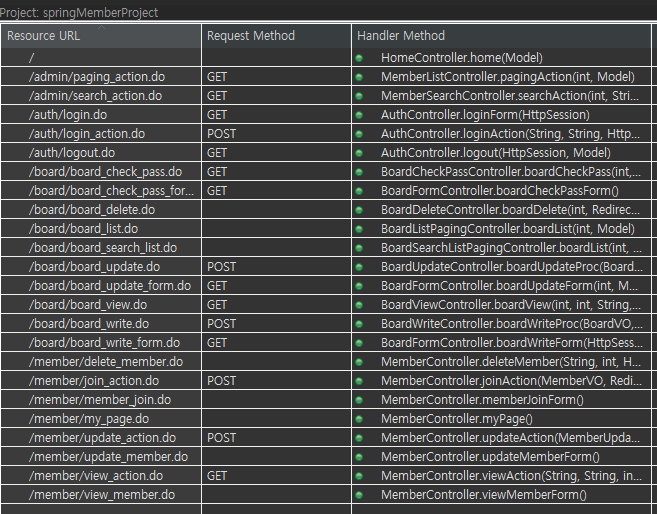 Project: springMemberProject
Resource URL Request Method Handler Method
/ HomeController.home(Model)
/admin/paging_action.do GET MemberListController.pagingAction(int, Model)
/admin/search_action.do GET MemberSearchController.searchAction(int, Stri...
/auth/login.do GET AuthController.loginForm(HttpSession)
/auth/login_action.do POST AuthController.loginAction(String, String, Http...
/auth/logout.do GET AuthController.logout(HttpSession, Model)
/board/board_check_pass.do GET BoardCheckPassController.boardCheckPass(int,...
/board/board_check_pass_for... GET BoardFormController.boardCheckPassForm()
/board/board_delete.do BoardDeleteController.boardDelete(int, Redirec...
/board/board_list.do BoardListPagingController.boardList(int, Model)
/board/board_search_list.do BoardSearchListPagingController.boardList(int, ...
/board/board_update.do POST BoardUpdateController.boardUpdateProc(Board...
/board/board_update_form.do GET BoardFormController.boardUpdateForm(int, M...
/board/board_view.do GET BoardViewController.boardView(int, int, String,...
/board/board_write.do POST BoardWriteController.boardWriteProc(BoardVO,...
/board/board_write_form.do GET BoardFormController.boardWriteForm(HttpSess...
/member/delete_member.do MemberController.deleteMember(String, int, H...
/member/join_action.do POST MemberController.joinAction(MemberVO, Redi...
/member/member_join.do MemberController.memberJoinForm()
/member/my_page.do MemberController.myPage()
/member/update_action.do POST MemberController.updateAction(MemberUpda...
/member/update_member.do MemberController.updateMemberForm()
/member/view_action.do GET MemberController.viewAction(String, String, in...
/member/view_member.do MemberController.viewMemberForm()